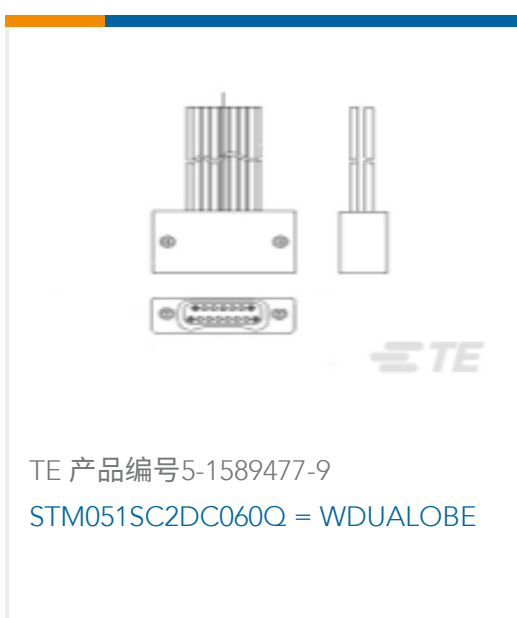 TE
TE 产品编号5-1589477-9
STM051SC2DC060Q = WDUALOBE